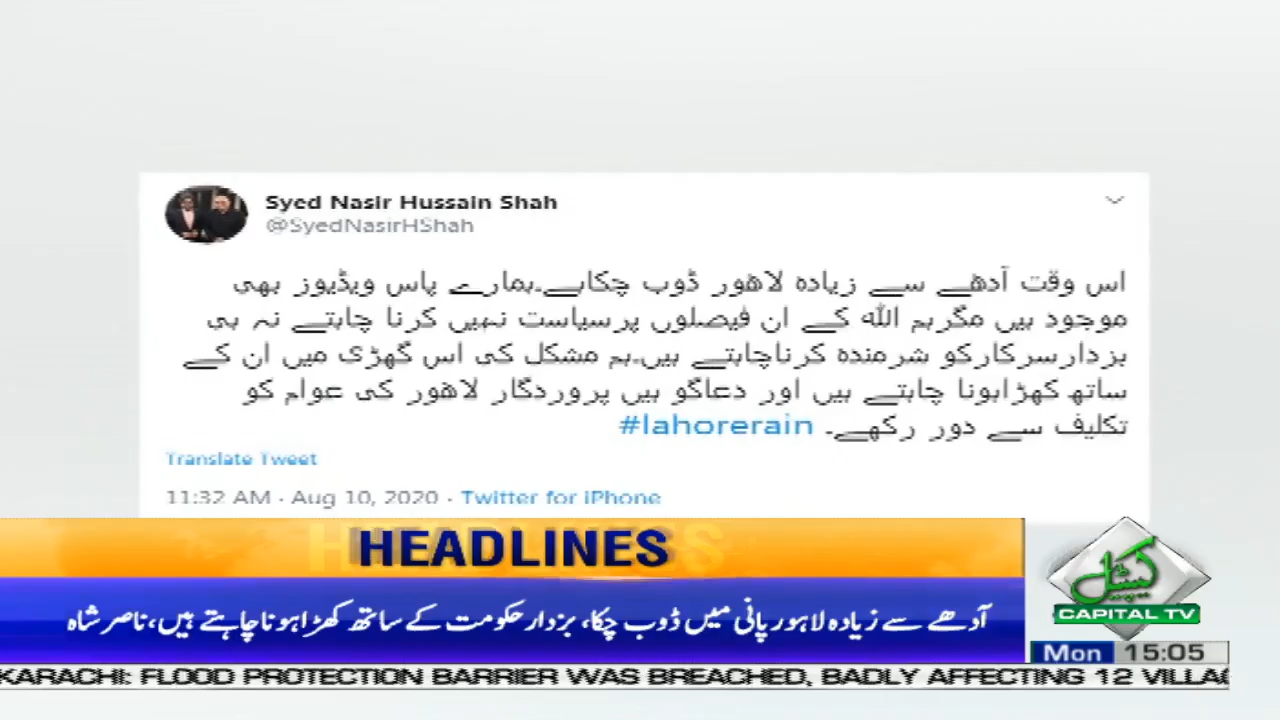 Syed Nasir Hussain Shah
@SyedNasirHShah
اس وقت آدھے سے زیادہ لاھور ڈوب چکاہے۔ہمارے پاس ویڈیوز بھی
موجود ہیں مگرہم اللہ کے ان فیصلوں پرسیاست نہیں کرنا چاہتے نہ ہی
بزدارسرکارکو شرمندہ کرناچاہتے ہیں۔ہم مشکل کی اس گھڑی میں ان کے
ساتھ کھڑاہونا چاہتے ہیں اور دعاگو ہیں پروردگار لاھور کی عوام کو
تکلیف سے دور رکھے۔ #lahorerain
Translate Tweet
11:32 AM · Aug 10, 2020 · Twitter for iPhone
HEADLINES
آدھے سے زیادہ لاہور پانی میں ڈوب چکا، بزدار حکومت کے ساتھ کھڑا ہونا چاہتے ہیں، ناصر شاہ
کیپٹل
CAPITAL TV
Mon 15:05
KARACHI: FLOOD PROTECTION BARRIER WAS BREACHED, BADLY AFFECTING 12 VILLAG